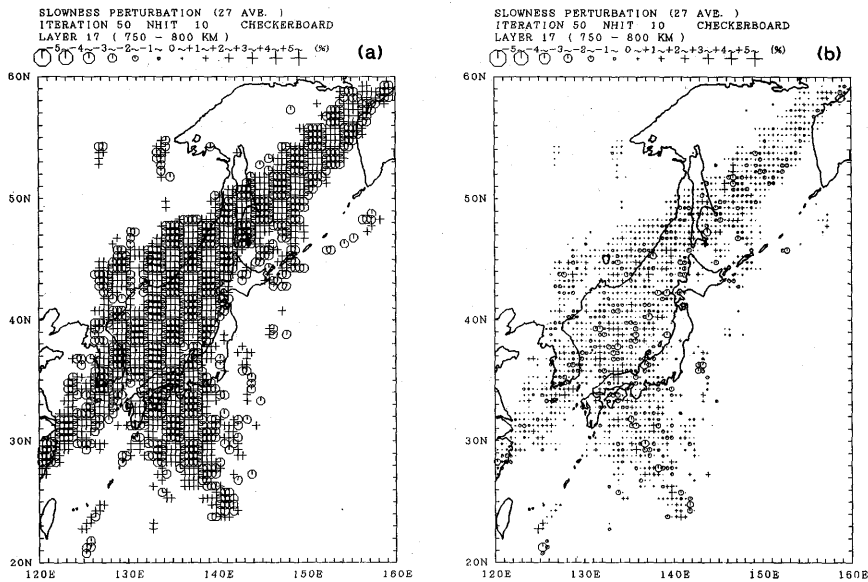 SLOWNESS PERTURBATION (27 AVE. )
ITERATION 50 NHIT 10 CHECKERBOARD
LAYER 17 ( 750 - 800 KM)
-5~-4~-3~-2~-1~ 0~+1~+2~+3~+4~+5~ (%)
(a)
60N
50N
40N
30N
20N
120E 130E 140E 150E 160E
SLOWNESS PERTURBATION (27 AVE. )
ITERATION 50 NHIT 10 CHECKERBOARD
LAYER 17 ( 750 - 800 KM)
-5~-4~-3~-2~-1~ 0~+1~+2~+3~+4~+5~ (%)
(b)
60N
50N
40N
30N
20N
120E 130E 140E 150E 160E